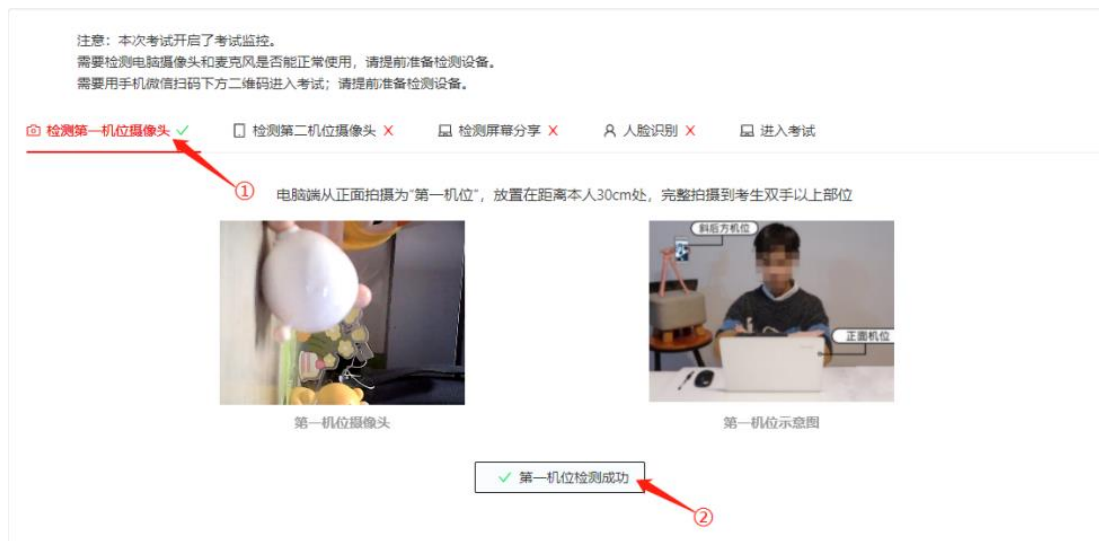 注意：本次考试开启了考试监控。
需要检测电脑摄像头和麦克风是否能正常使用，请提前准备检测设备。
需要用手机微信扫码下方二维码进入考试；请提前准备检测设备。
检测第一机位摄像头 ✓ 检测第二机位摄像头 X 检测屏幕分享 X 人脸识别 X 进入考试
①
电脑端从正面拍摄为“第一机位”，放置在距离本人30cm处，完整拍摄到考生双手以上部位
斜后方机位
正面机位
第一机位摄像头 第一机位示意图
✓ 第一机位检测成功
②